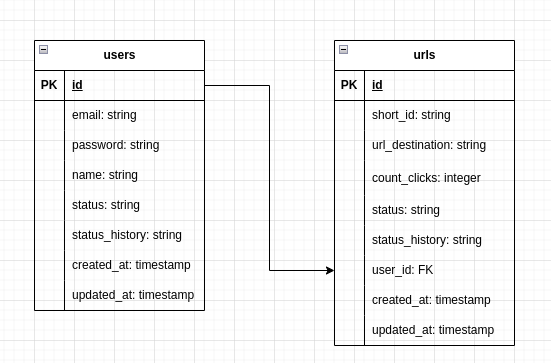 users
PK id
email: string
password: string
name: string
status: string
status_history: string
created_at: timestamp
updated_at: timestamp
urls
PK id
short_id: string
url_destination: string
count_clicks: integer
status: string
status_history: string
user_id: FK
created_at: timestamp
updated_at: timestamp